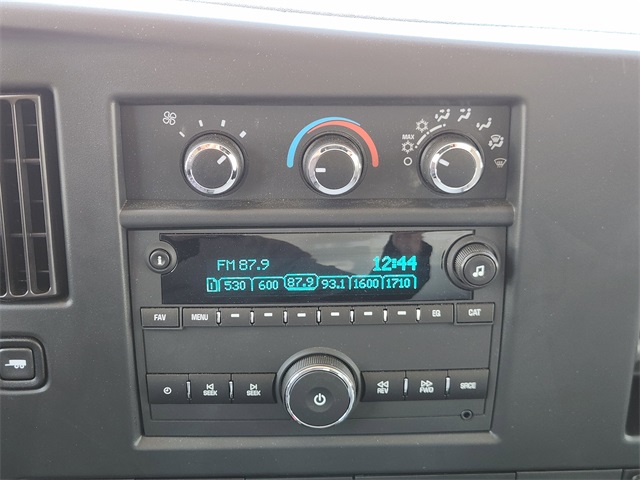 MAX
i
FM 87.9 12:44
1 530 600 87.9 93.1 1600 1710
FAV MENU EQ CAT
SEEK SEEK REV FWD SRCE